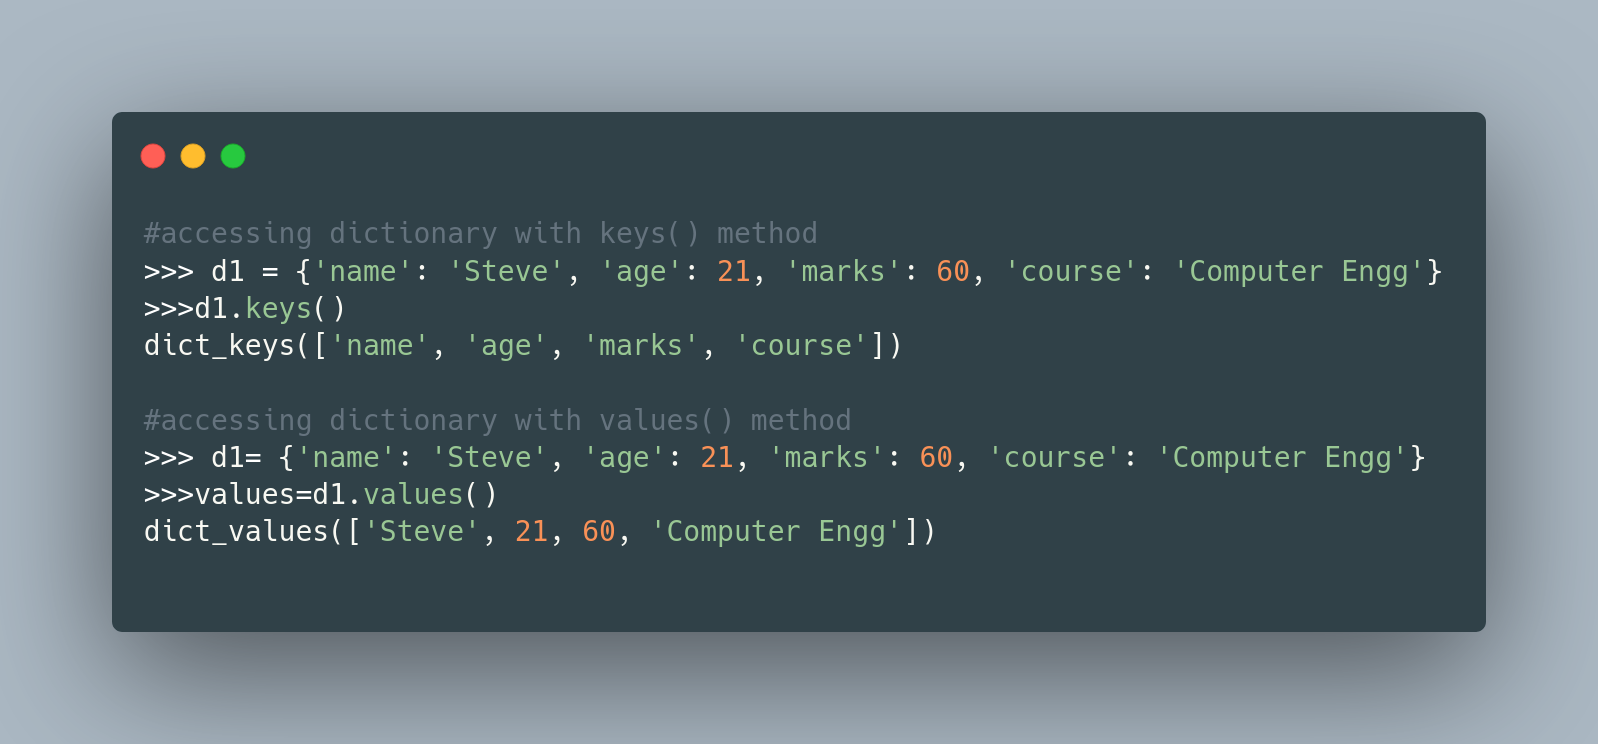 #accessing dictionary with keys() method
>>> d1 = {'name': 'Steve', 'age': 21, 'marks': 60, 'course': 'Computer Engg'}
>>>d1.keys()
dict_keys(['name', 'age', 'marks', 'course'])
#accessing dictionary with values() method
>>> d1= {'name': 'Steve', 'age': 21, 'marks': 60, 'course': 'Computer Engg'}
>>>values=d1.values()
dict_values(['Steve', 21, 60, 'Computer Engg'])